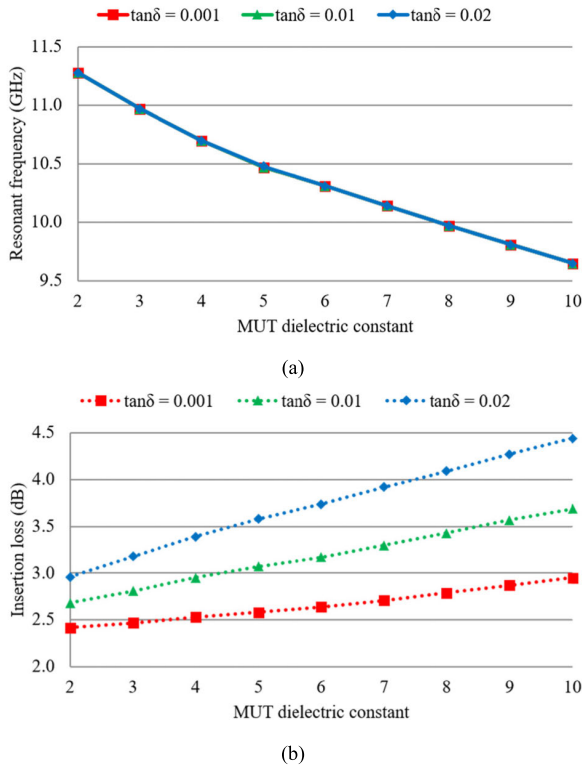 tanδ = 0.001 tanδ = 0.01 tanδ = 0.02
11.5
11.0
10.5
10.0
9.5
Resonant frequency (GHz)
2 3 4 5 6 7 8 9 10
MUT dielectric constant
(a)
tanδ = 0.001 tanδ = 0.01 tanδ = 0.02
4.5
4.0
3.5
3.0
2.5
2.0
Insertion loss (dB)
2 3 4 5 6 7 8 9 10
MUT dielectric constant
(b)